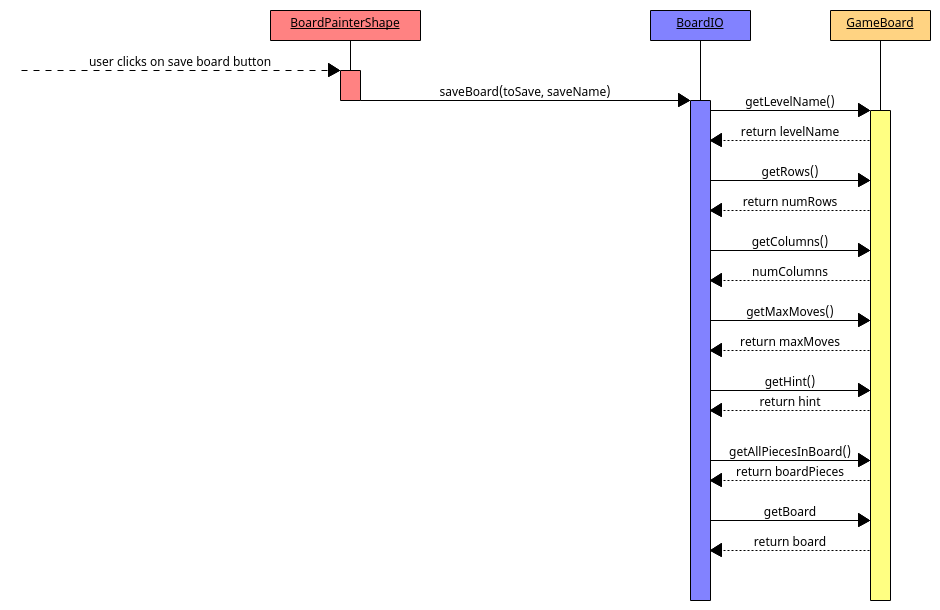 BoardPainterShape
BoardIO
GameBoard
user clicks on save board button
saveBoard(toSave, saveName)
getLevelName()
return levelName
getRows()
return numRows
getColumns()
numColumns
getMaxMoves()
return maxMoves
getHint()
return hint
getAllPiecesInBoard()
return boardPieces
getBoard
return board